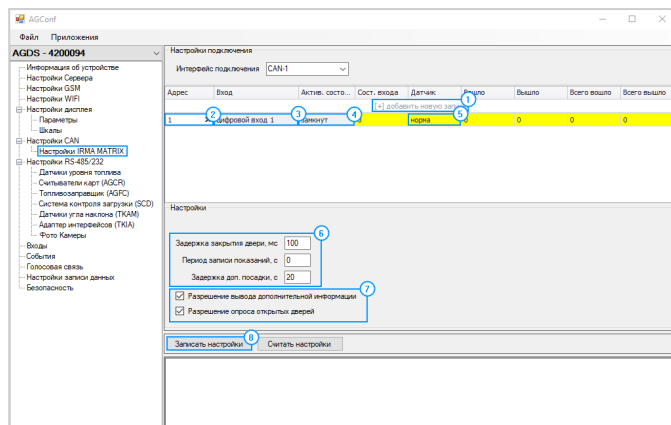 AGConf
Файл Приложения
AGDS - 4200094
Информация об устройстве
Настройки Сервера
Настройки GSM
Настройки WIFI
Настройки дисплея
Параметры
Шкалы
Настройки CAN
Настройки IRMA MATRIX
Настройки RS-485/232
Датчики уровня топлива
Считыватели карт (AGCR)
Топливозаправщик (AGFC)
Система контроля загрузки (SCD)
Датчики угла наклона (TKAM)
Адаптер интерфейсов (TKIA)
Фото Камеры
Входы
События
Голосовая связь
Настройки записи данных
Безопасность
Настройки подключения
Интерфейс подключения CAN-1
Адрес Вход Актив. состо... Сост. входа Датчик Вошло Вышло Всего вошло Всего вышло
[+] добавить новую 1
1 2 цифровой вход 1 3 замкнут 4 0 норма 5 0 0 0 0
Настройки
6
Задержка закрытия двери, мс 100
Период записи показаний, с 0
Задержка доп. посадки, с 20
7
Разрешение вывода дополнительной информации
Разрешение опроса открытых дверей
8
Записать настройки Считать настройки